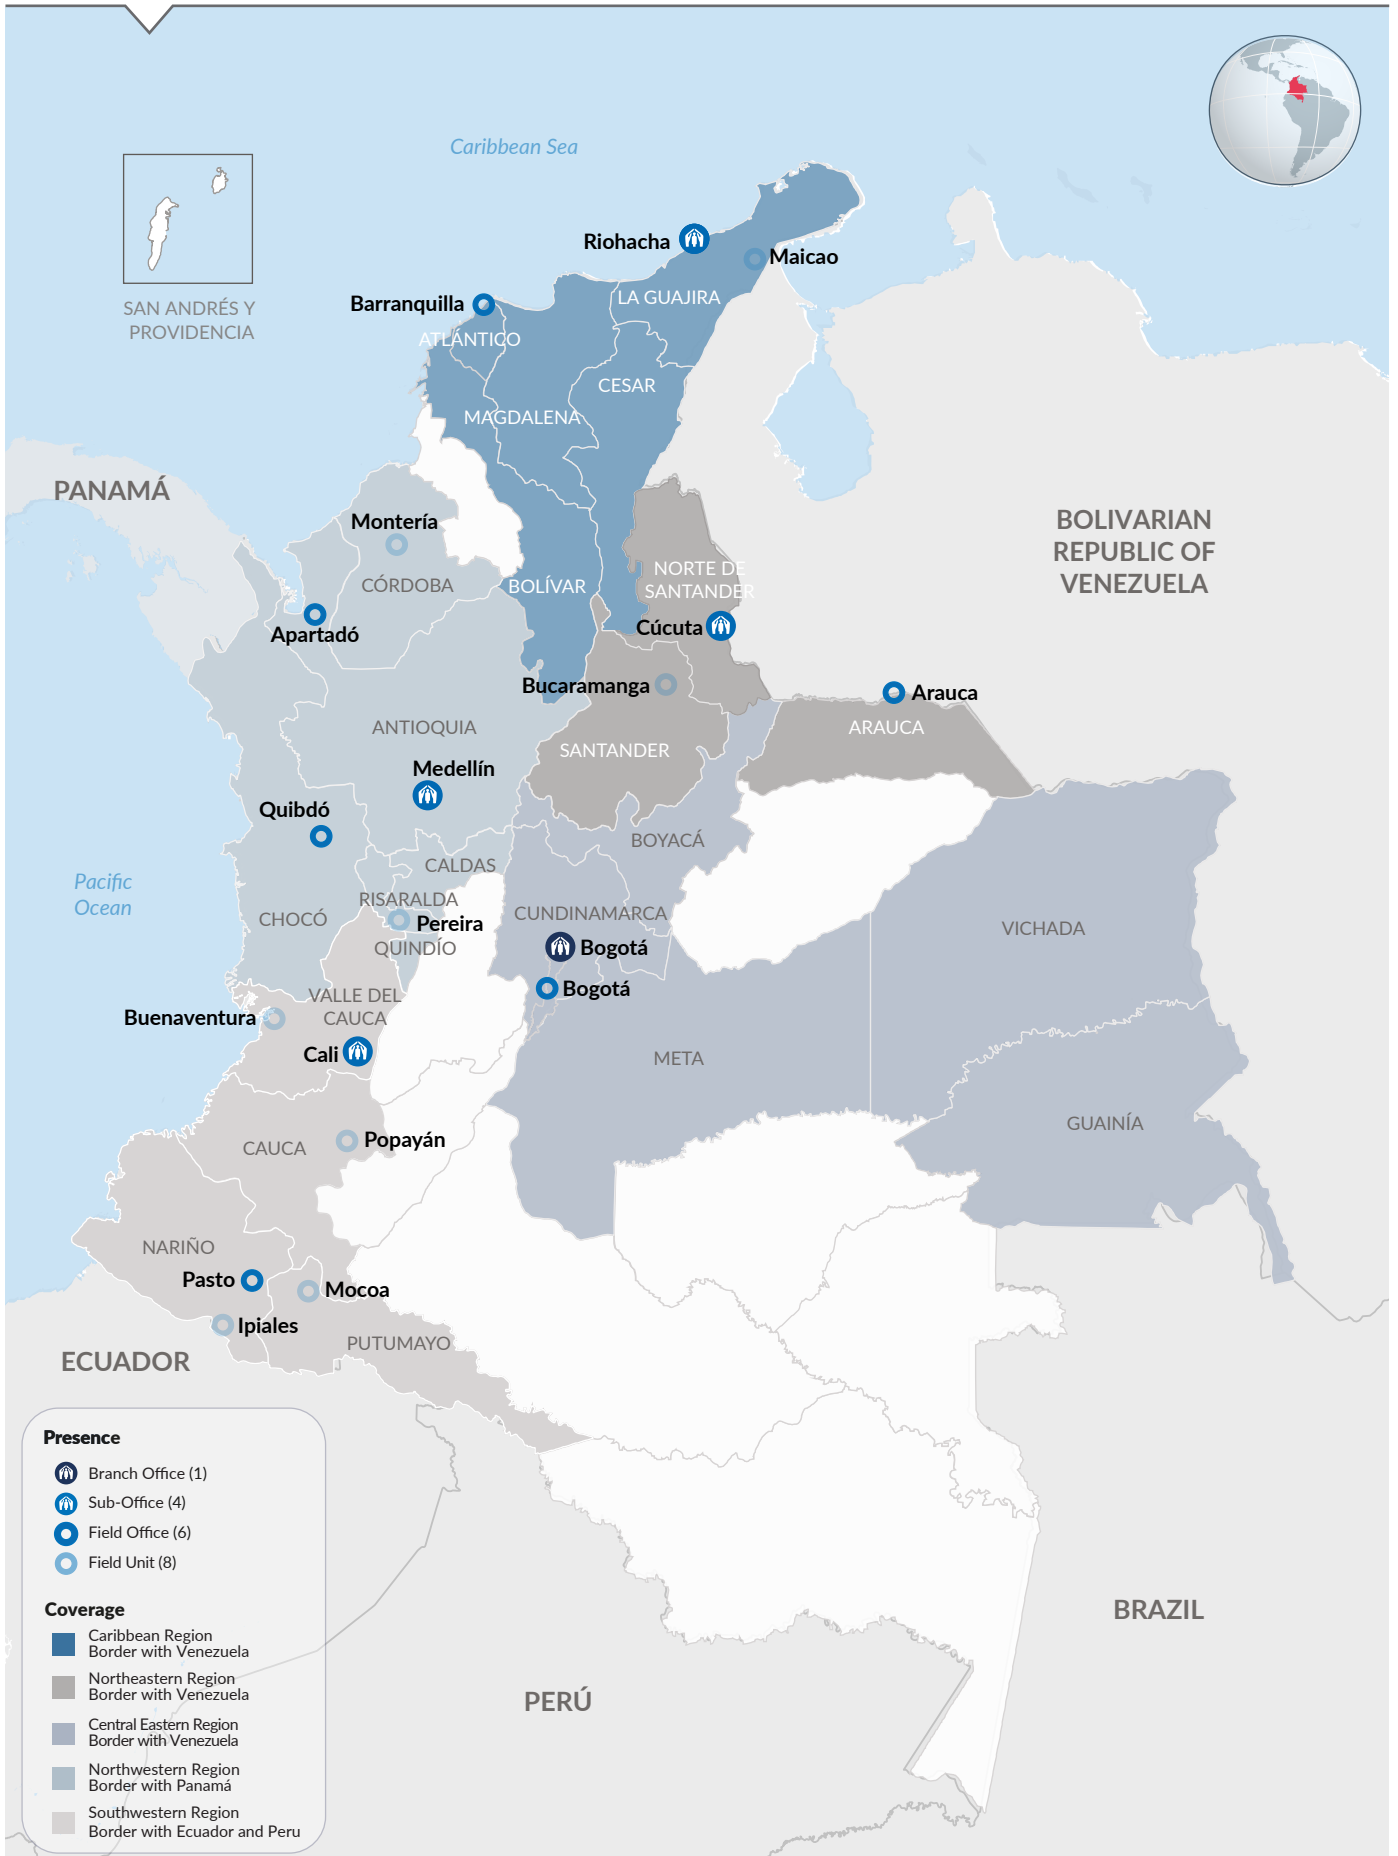 Caribbean Sea
Riohacha
Maicao
SAN ANDRÉS Y
PROVIDENCIA
Barranquilla
LA GUAJIRA
ATLÁNTICO
CESAR
MAGDALENA
PANAMÁ
Montería
BOLIVARIAN
REPUBLIC OF
VENEZUELA
CÓRDOBA
BOLÍVAR
NORTE DE
SANTANDER
Apartadó
Cúcuta
Bucaramanga
Arauca
ANTIOQUIA
SANTANDER
ARAUCA
Medellín
Quibdó
BOYACÁ
CALDAS
Pacific
Ocean
RISARALDA
CHOCÓ
Pereira
CUNDINAMARCA
VICHADA
QUINDÍO
Bogotá
Bogotá
VALLE DEL
CAUCA
Buenaventura
Cali
META
GUAINÍA
CAUCA
Popayán
NARIÑO
Pasto
Mocoa
Ipiales
PUTUMAYO
ECUADOR
Presence
Branch Office (1)
Sub-Office (4)
Field Office (6)
Field Unit (8)
Coverage
Caribbean Region
Border with Venezuela
Northeastern Region
Border with Venezuela
Central Eastern Region
Border with Venezuela
Northwestern Region
Border with Panamá
Southwestern Region
Border with Ecuador and Peru
BRAZIL
PERÚ